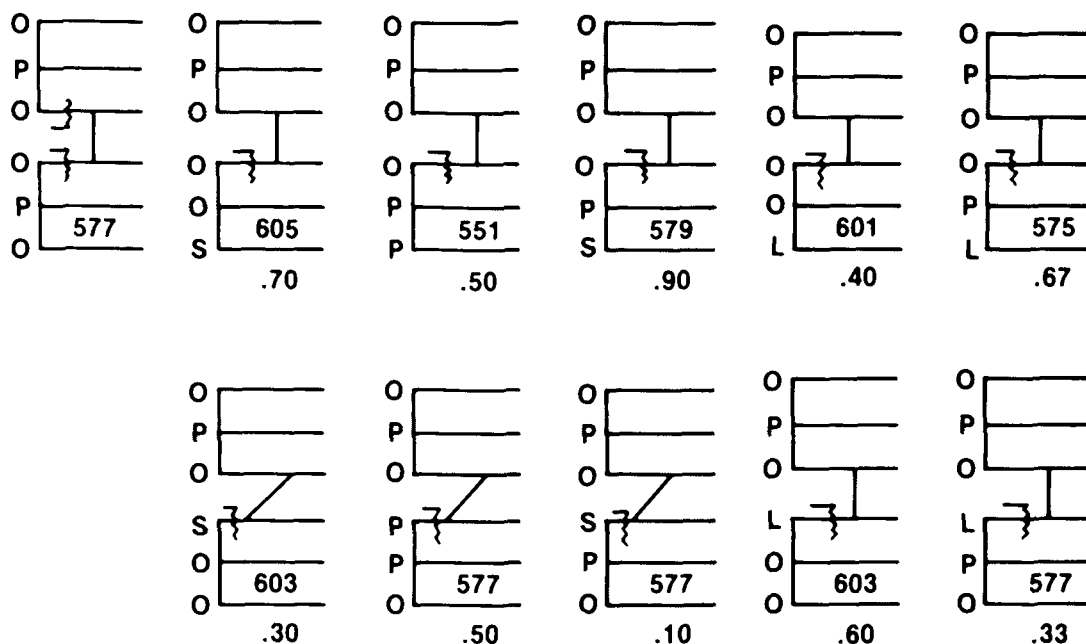 O O O O O O
P P P P P P
O O O O O O
O O O O O O
P O P P O P
577 605 551 579 601 575
O S P S L L
.70 .50 .90 .40 .67
O O O O O
P P P P P
O O O O O
S P S L L
O P P O P
603 577 577 603 577
O O O O O
.30 .50 .10 .60 .33